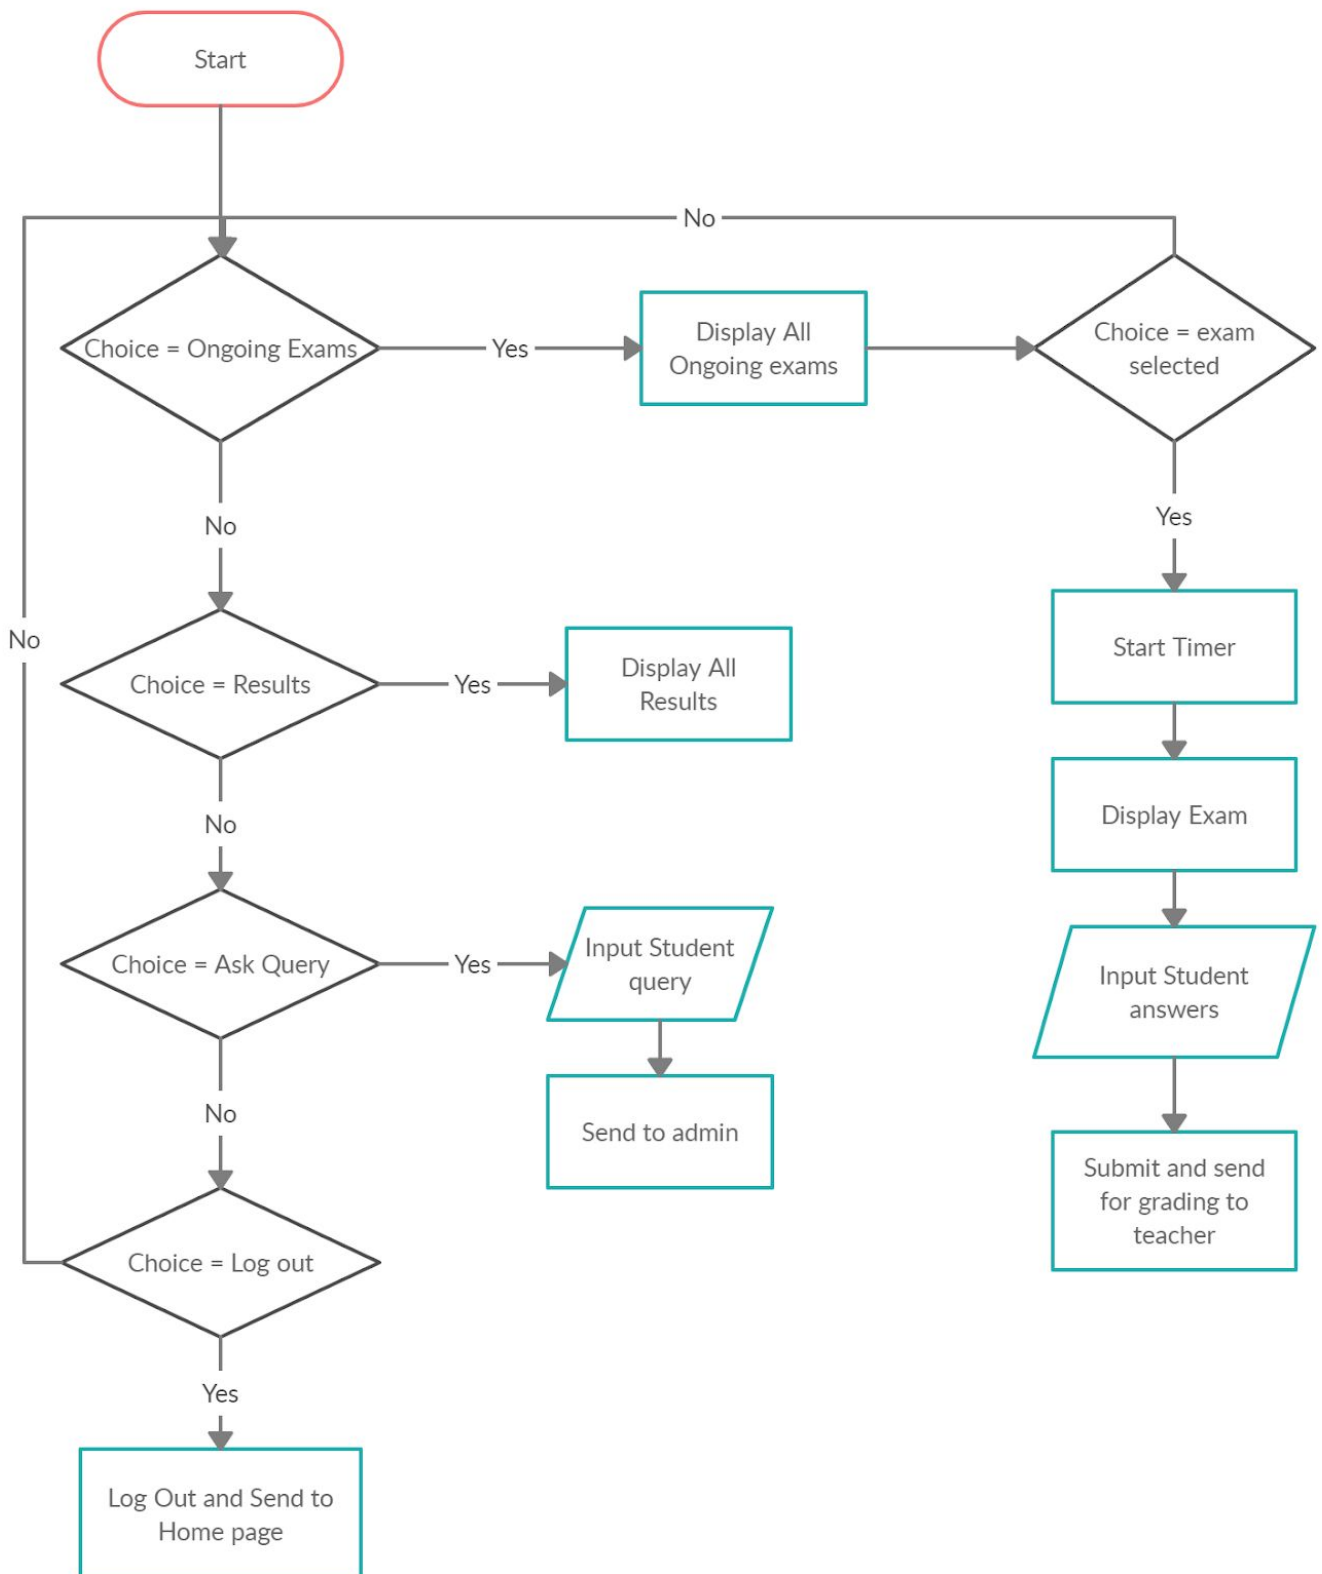 Start
No
Choice = Ongoing Exams
Yes
Display All
Ongoing exams
Choice = exam
selected
No
Yes
No
Choice = Results
Yes
Display All
Results
Start Timer
No
Display Exam
Choice = Ask Query
Yes
Input Student
query
Input Student
answers
No
Send to admin
Submit and send
for grading to
teacher
Choice = Log out
Yes
Log Out and Send to
Home page